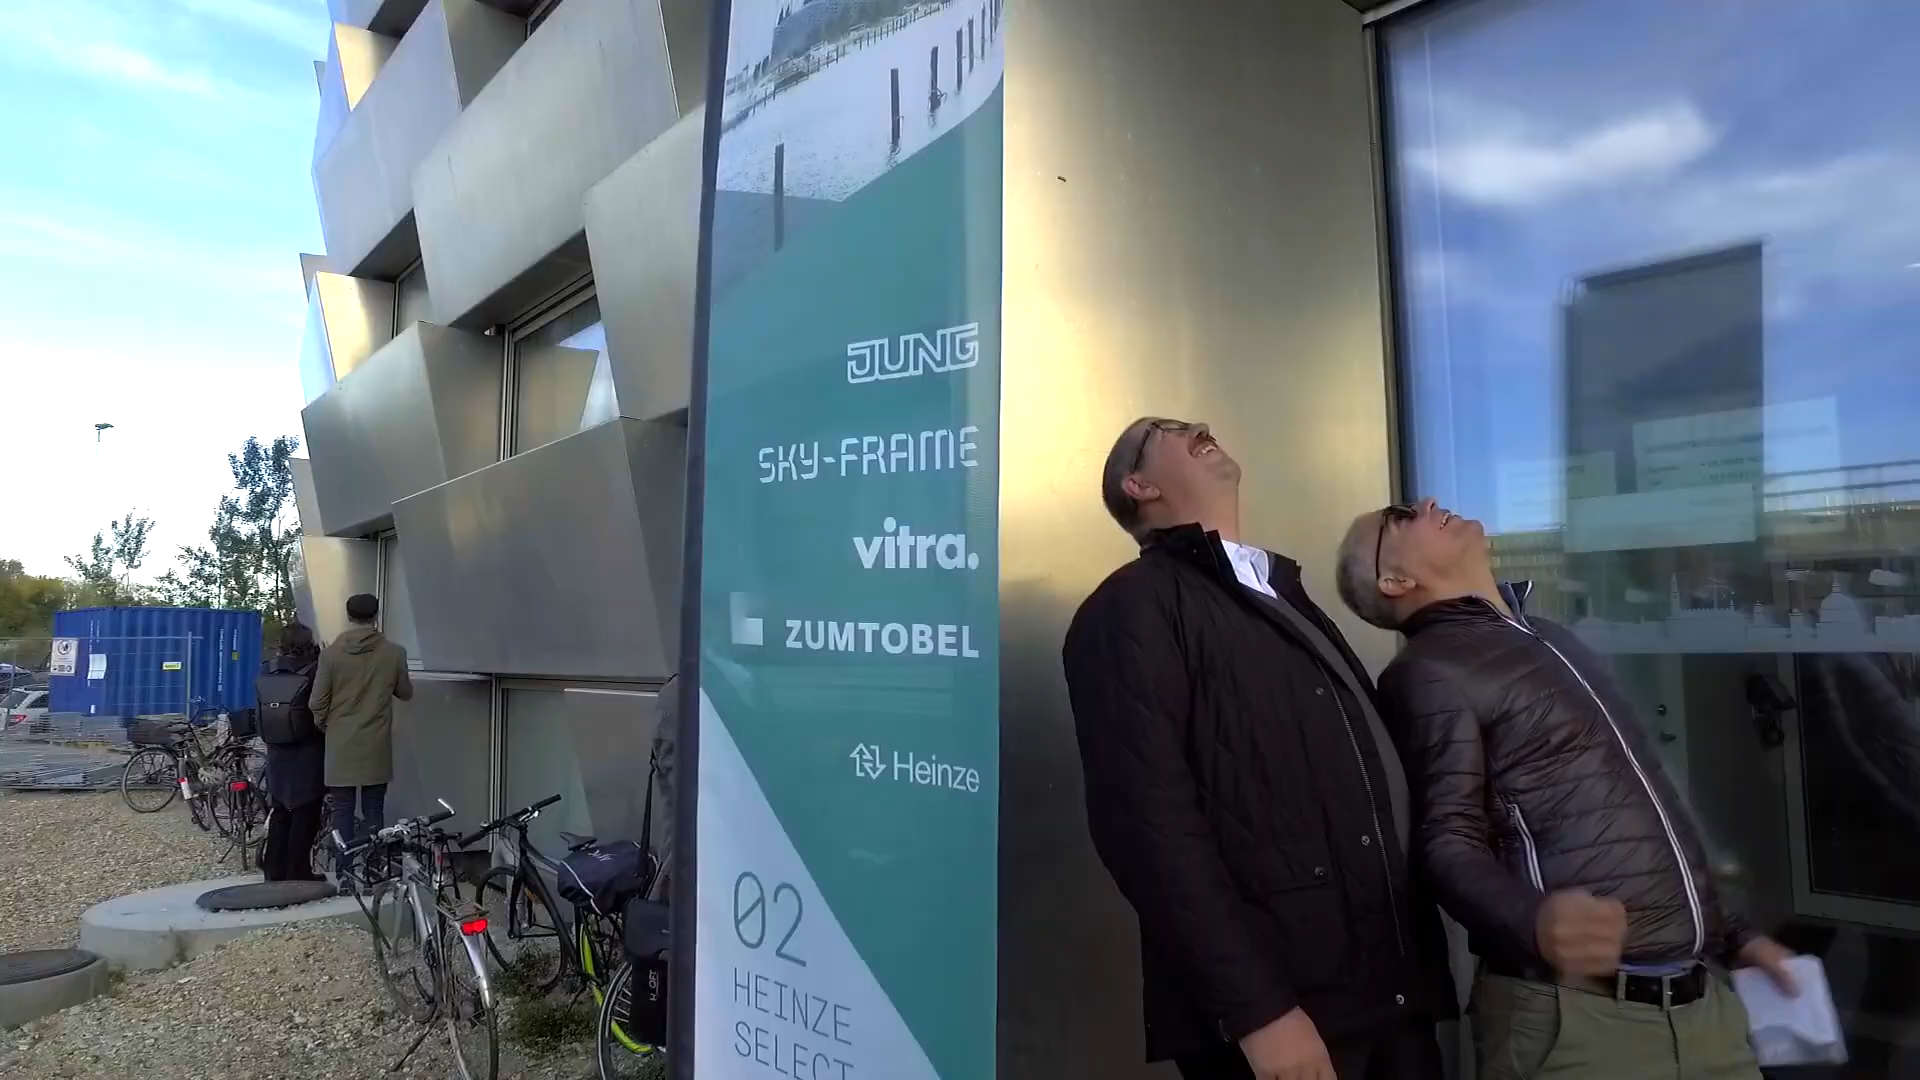 JUNG
SKY-FRAME
vitra.
ZUMTOBEL
Heinze
02
HEINZE
SELECT